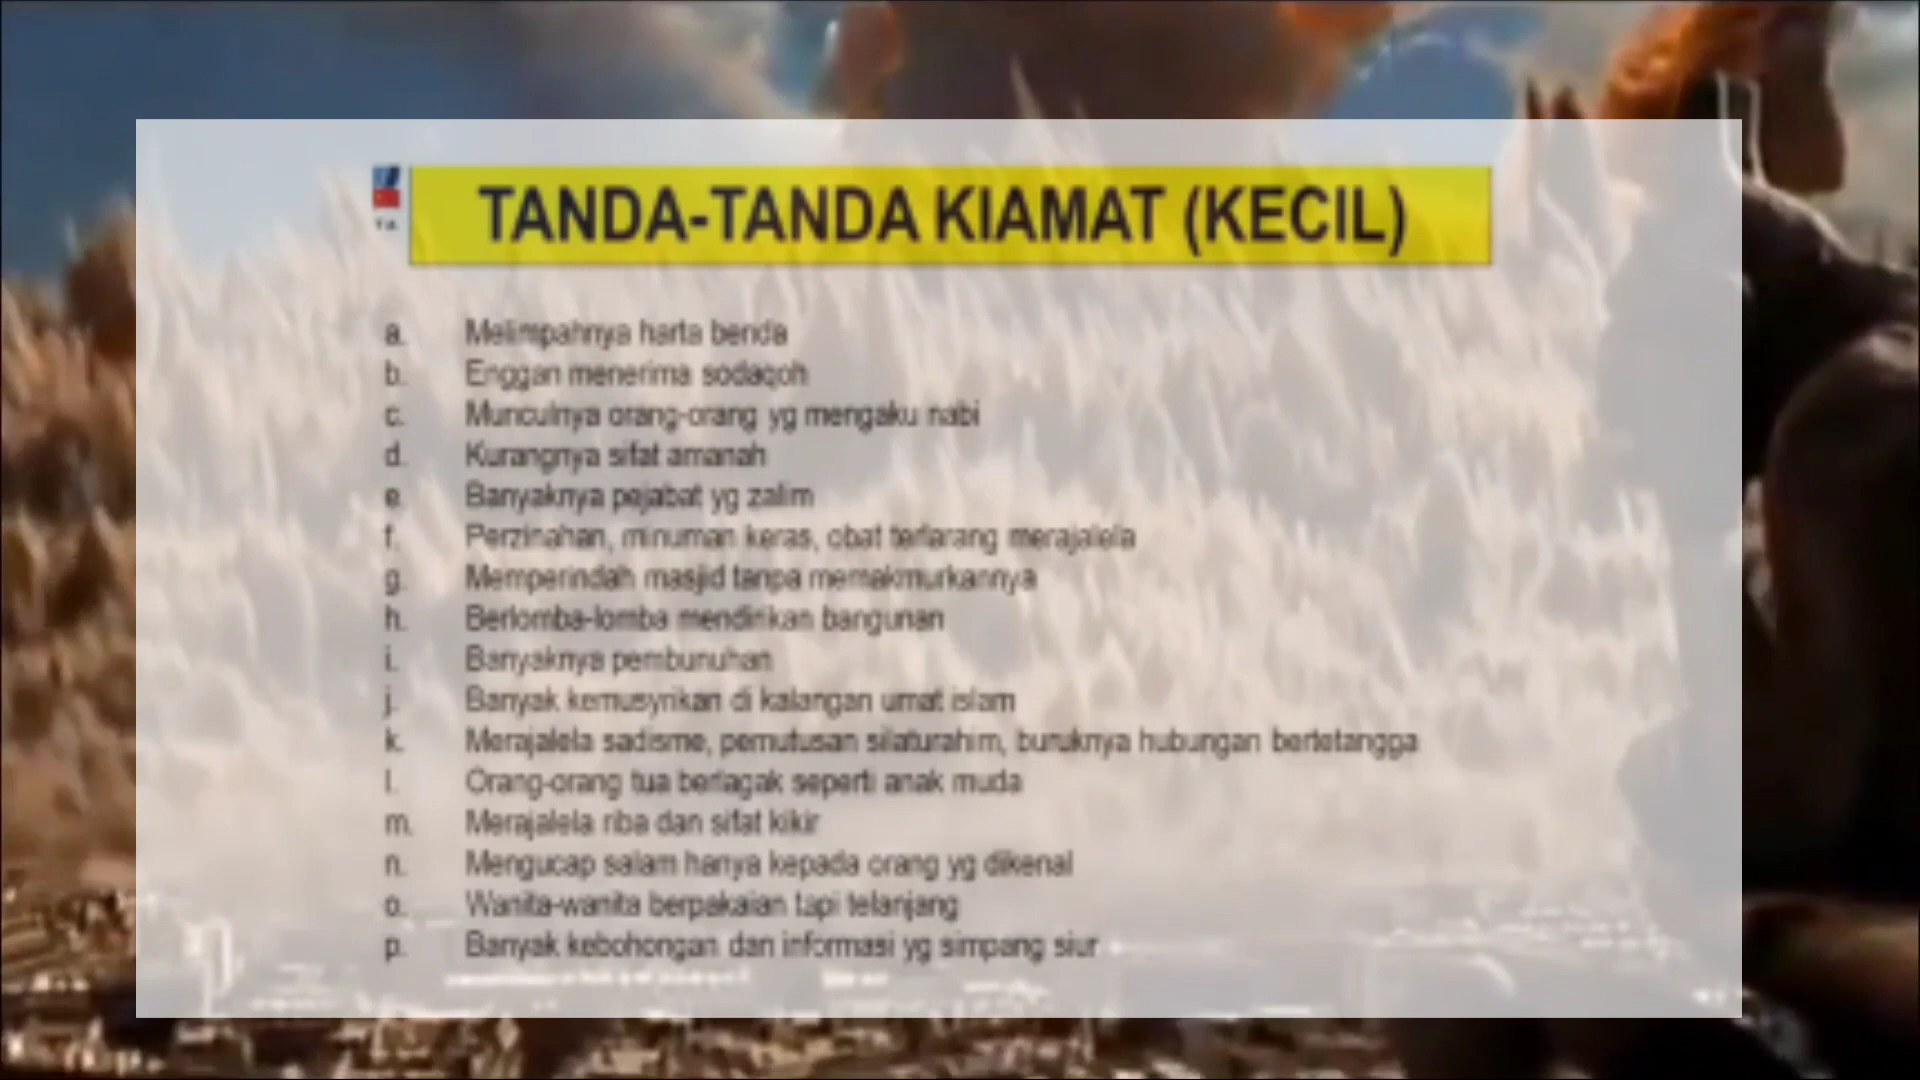 TANDA-TANDA KIAMAT (KECIL)
a. Melimpahnya harta benda
b. Enggan menerima sodaqoh
c. Munculnya orang-orang yg mengaku nabi
d. Kurangnya sifat amanah
e. Banyaknya pejabat yg zalim
f. Perzinahan, minuman keras, obat terlarang merajalela
g. Memperindah masjid tanpa memakmurkannya
h. Berlomba-lomba mendirikan bangunan
i. Banyaknya pembunuhan
j. Banyak kemusyrikan di kalangan umat islam
k. Merajalela sadisme, pemutusan silaturahim, buruknya hubungan bertetangga
l. Orang-orang tua berlagak seperti anak muda
m. Merajalela riba dan sifat kikir
n. Mengucap salam hanya kepada orang yg dikenal
o. Wanita-wanita berpakaian tapi telanjang
p. Banyak kebohongan dan informasi yg simpang siur